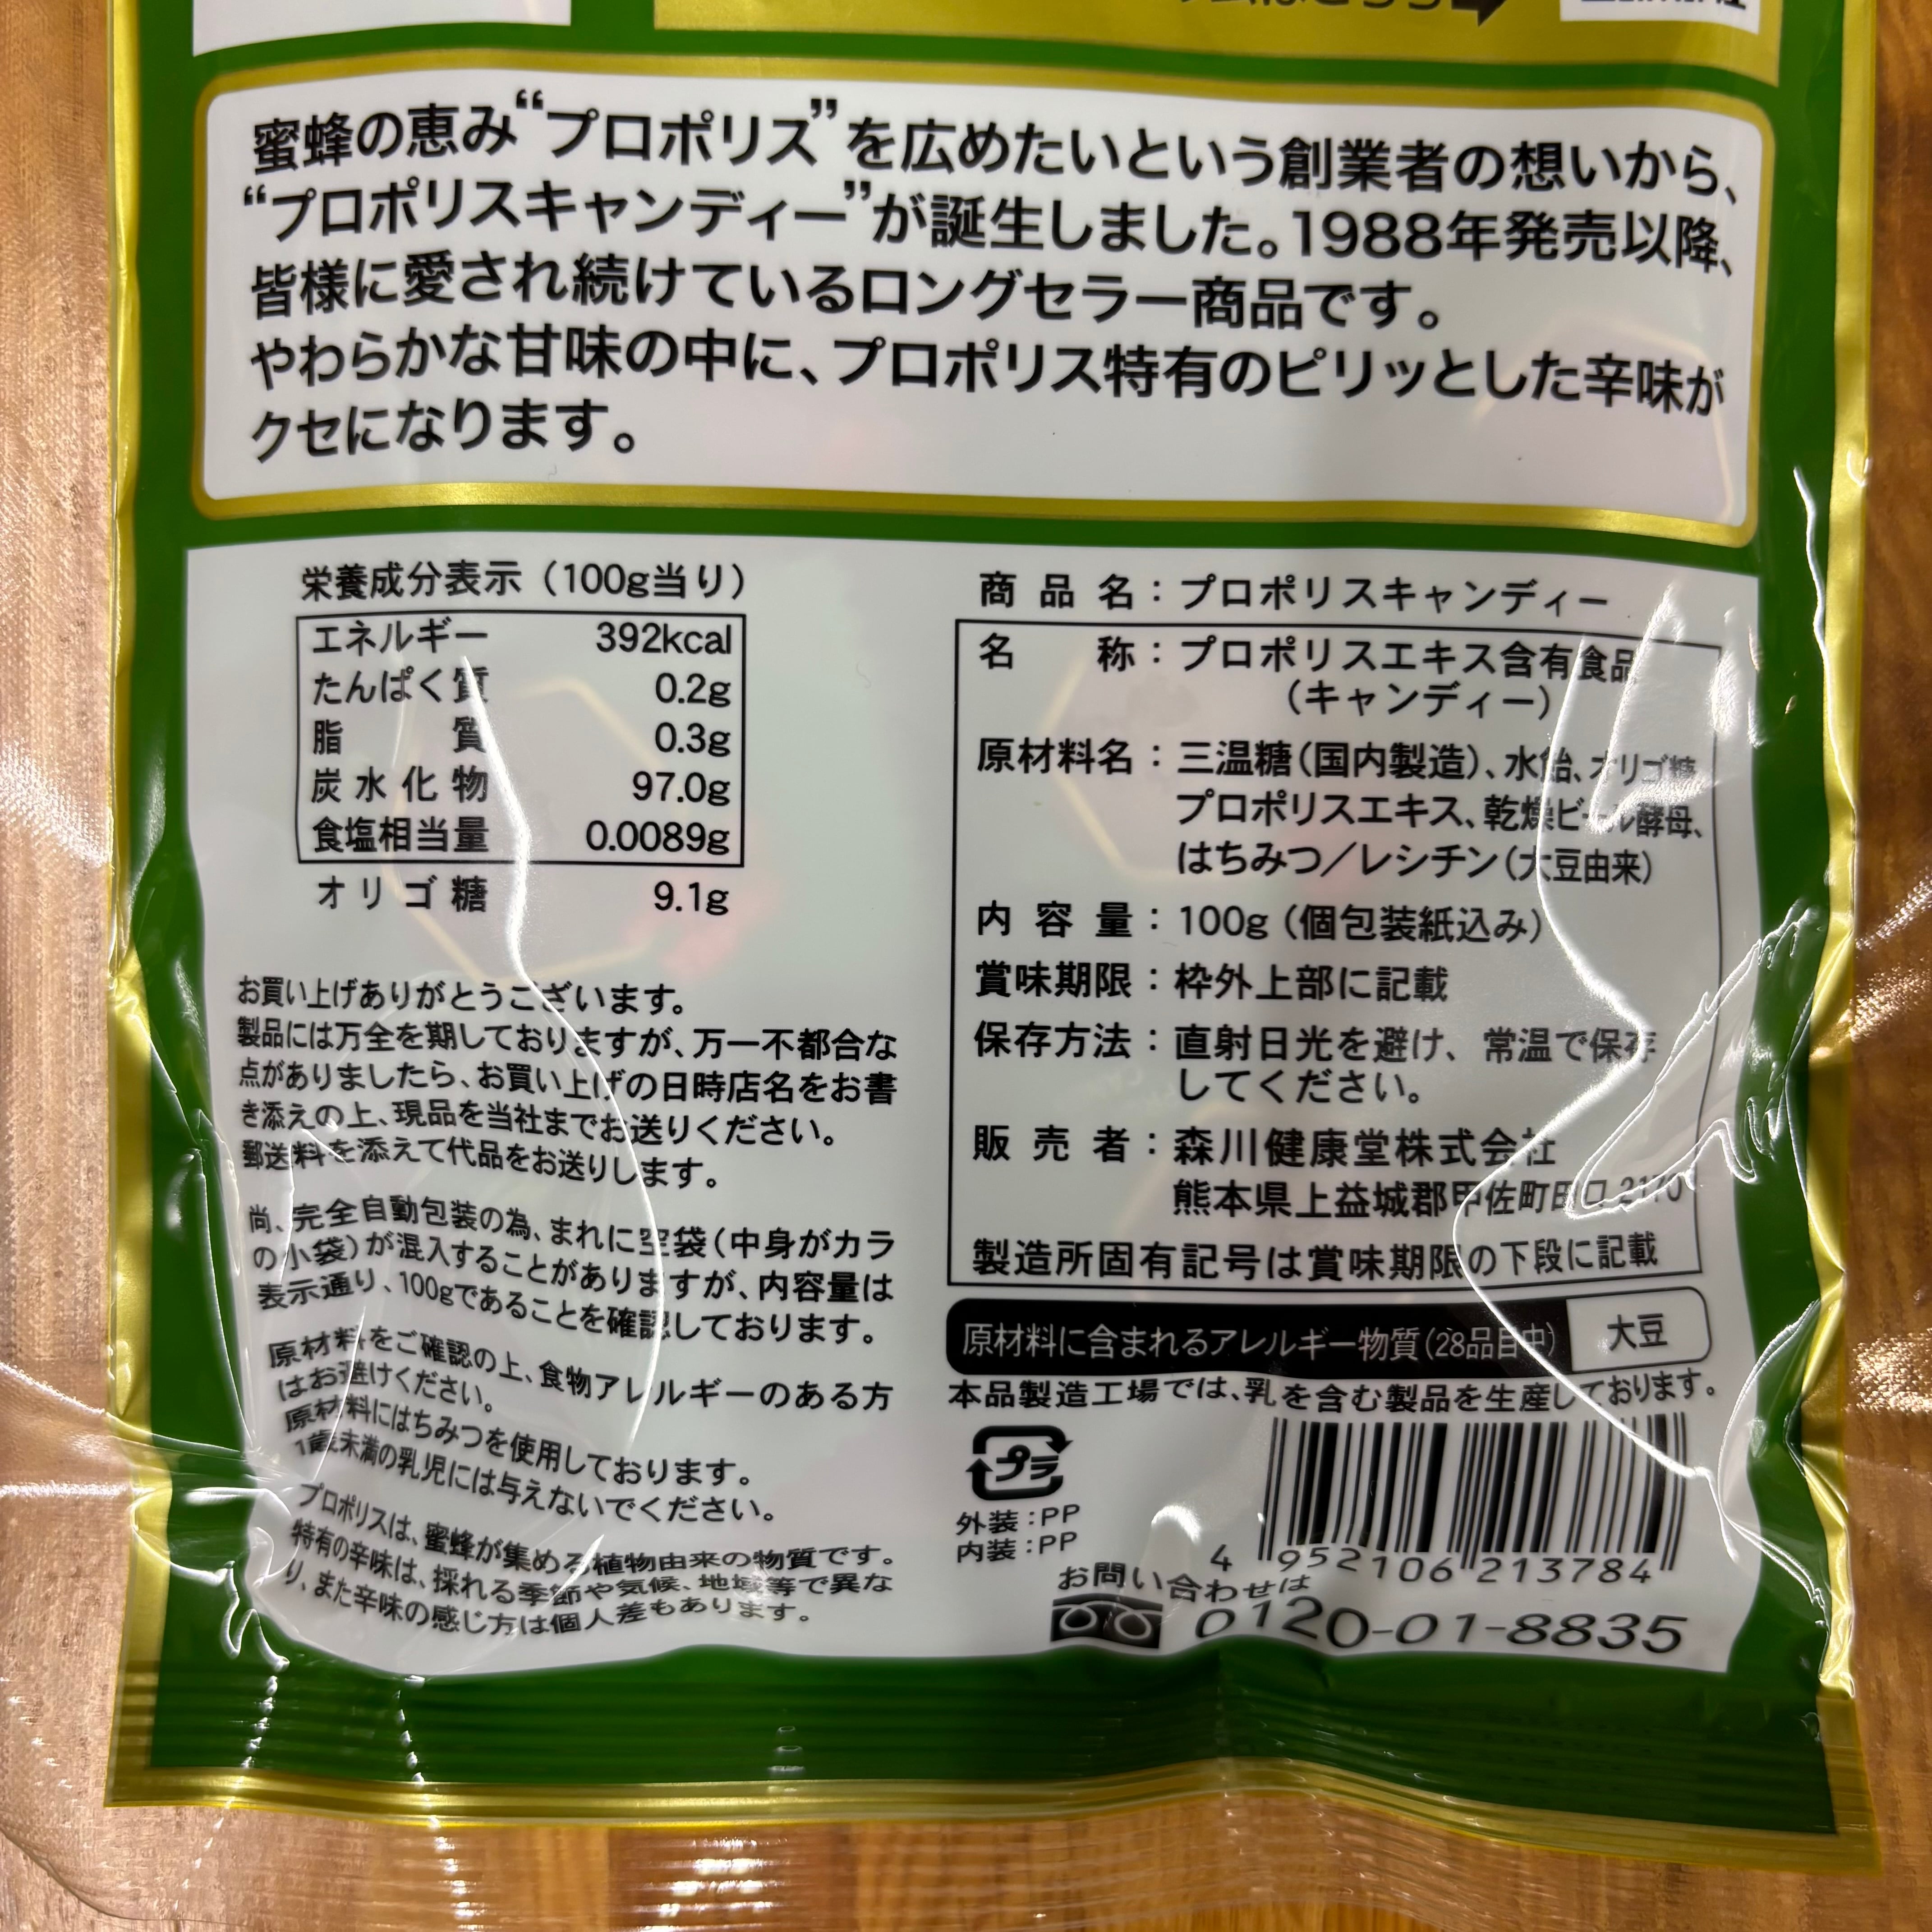 蜜蜂の恵み“プロポリス”を広めたいという創業者の想いから、
“プロポリスキャンディー”が誕生しました。1988年発売以降、
皆様に愛され続けているロングセラー商品です。
やわらかな甘味の中に、プロポリス特有のピリッとした辛味が
クセになります。
栄養成分表示（100g当り）
エネルギー 392kcal
たんぱく質 0.2g
脂質 0.3g
炭水化物 97.0g
食塩相当量 0.0089g
オリゴ糖 9.1g
お買い上げありがとうございます。
製品には万全を期しておりますが、万一不都合な
点がありましたら、お買い上げの日時店名をお書
き添えの上、現品を当社までお送りください。
郵送料を添えて代品をお送りします。
尚、完全自動包装の為、まれに空袋（中身がカラ
の小袋）が混入することがありますが、内容量は
表示通り、100gであることを確認しております。
原材料をご確認の上、食物アレルギーのある方
はお避けください。
原材料にはちみつを使用しております。
1歳未満の乳児には与えないでください。
プロポリスは、蜜蜂が集める植物由来の物質です。
特有の辛味は、採れる季節や気候、地域等で異な
り、また辛味の感じ方は個人差もあります。
商品名：プロポリスキャンディー
名称：プロポリスエキス含有食品
（キャンディー）
原材料名：三温糖（国内製造）、水飴、オリゴ糖
プロポリスエキス、乾燥ビール酵母、
はちみつ／レシチン（大豆由来）
内容量：100g（個包装紙込み）
賞味期限：枠外上部に記載
保存方法：直射日光を避け、常温で保存
してください。
販売者：森川健康堂株式会社
熊本県上益城郡甲佐町田口2170
製造所固有記号は賞味期限の下段に記載
原材料に含まれるアレルギー物質（28品目中） 大豆
本品製造工場では、乳を含む製品を生産しております。
プラ
外装：PP
内装：PP
4 952106 213784
お問い合わせは
0120-01-8835